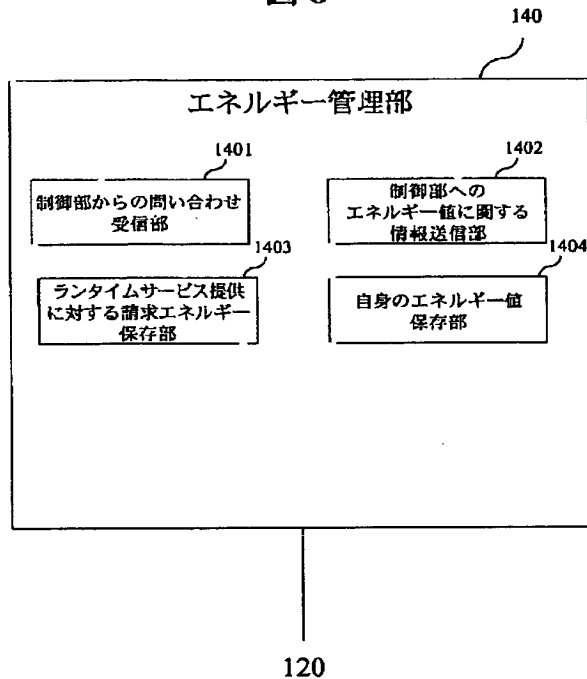 図
140
エネルギー管理部
1401
制御部からの問い合わせ
受信部
1402
制御部への
エネルギー値に関する
情報送信部
1403
ランタイムサービス提供
に対する請求エネルギー
保存部
1404
自身のエネルギー値
保存部
120